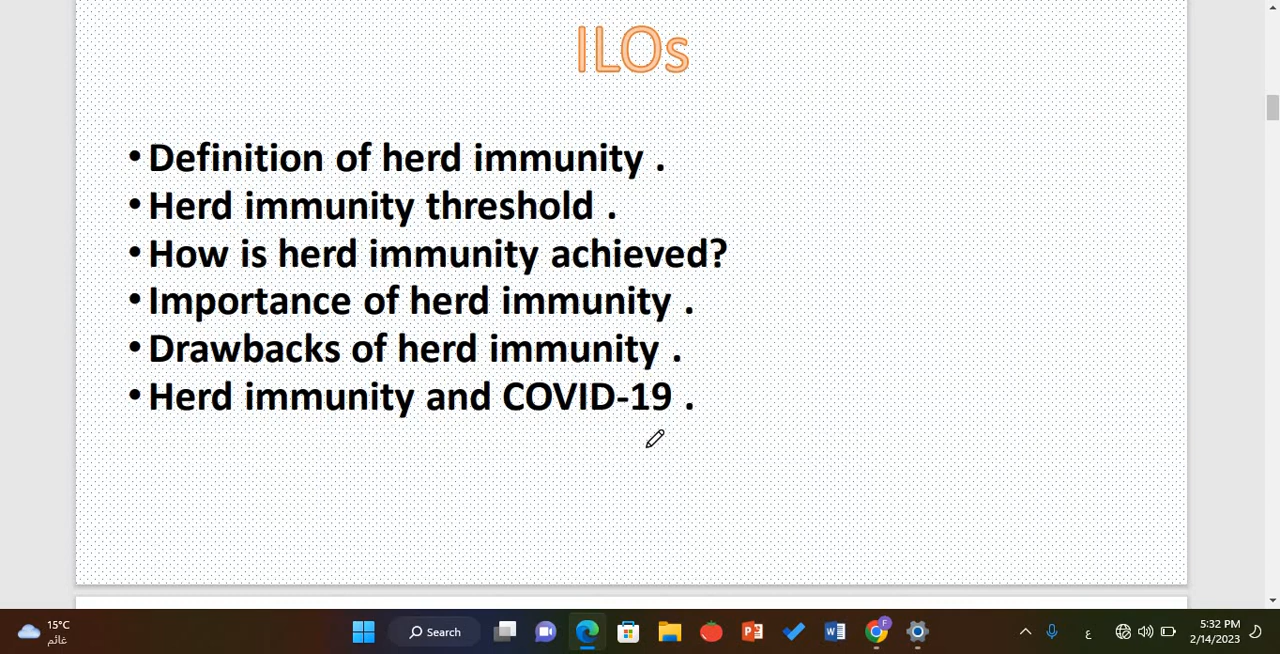 ILOs
•Definition of herd immunity .
•Herd immunity threshold .
•How is herd immunity achieved?
•Importance of herd immunity .
•Drawbacks of herd immunity .
•Herd immunity and COVID-19 .
15°C
غائم
Search
F
ع
5:32 PM
2/14/2023